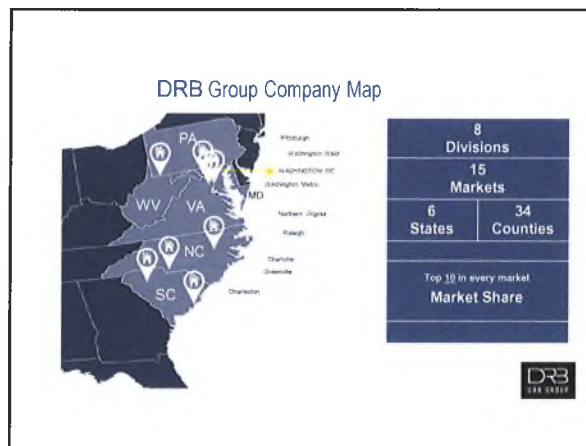 DRB Group Company Map
PA
WV
VA
MD
NC
SC
Pittsburgh
Washington West
WASHINGTON, DC
Washington Metro
Northern Virginia
Raleigh
Charlotte
Greenville
Charleston
8
Divisions
15
Markets
6
States
34
Counties
Top 10 in every market
Market Share
DRB
GROUP